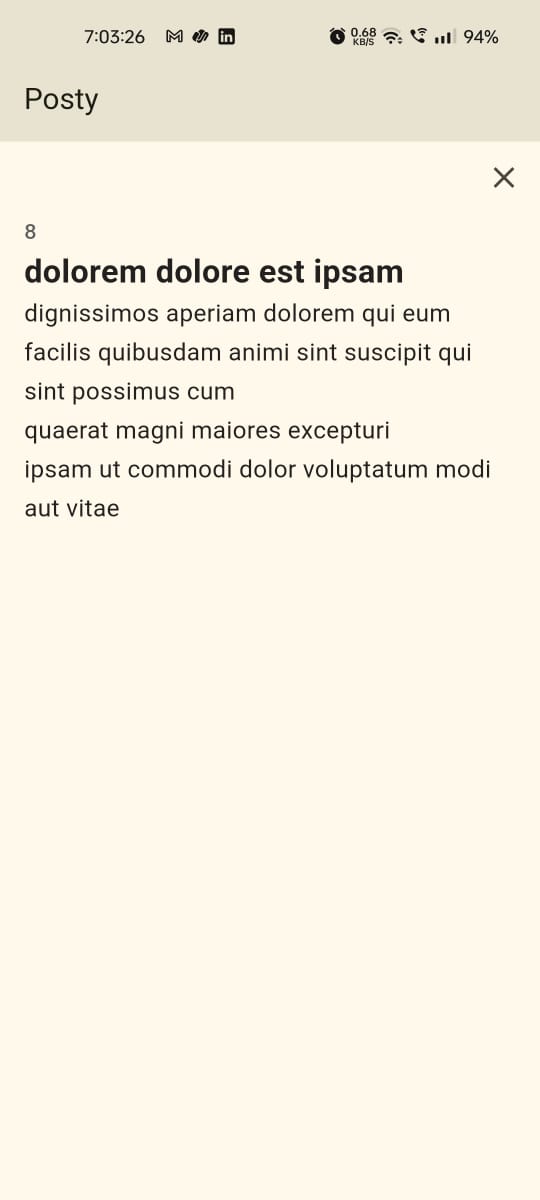 7:03:26 in 0.68 KB/S 94%
Posty
8
dolorem dolore est ipsam
dignissimos aperiam dolorem qui eum
facilis quibusdam animi sint suscipit qui
sint possimus cum
quaerat magni maiores excepturi
ipsam ut commodi dolor voluptatum modi
aut vitae